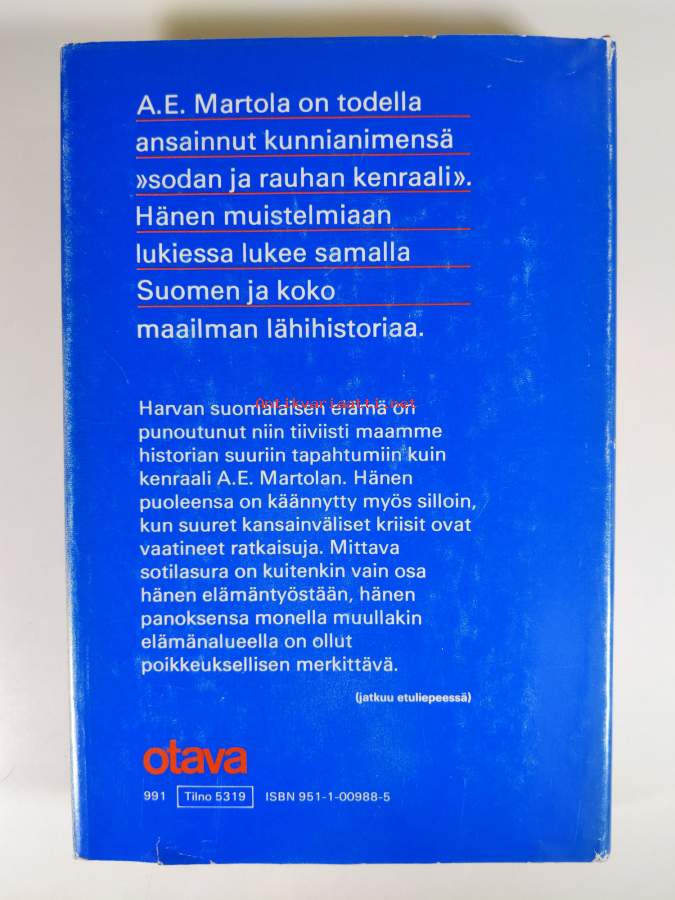 A.E. Martola on todella
ansainnut kunnianimensä
»sodan ja rauhan kenraali».
Hänen muistelmiaan
lukiessa lukee samalla
Suomen ja koko
maailman lähihistoriaa.
Antikvariaatti.net
Harvan suomalaisen elämä on
punoutunut niin tiiviisti maamme
historian suuriin tapahtumiin kuin
kenraali A.E. Martolan. Hänen
puoleensa on käännytty myös silloin,
kun suuret kansainväliset kriisit ovat
vaatineet ratkaisuja. Mittava
sotilasura on kuitenkin vain osa
hänen elämäntyöstään, hänen
panoksensa monella muullakin
elämänalueella on ollut
poikkeuksellisen merkittävä.
(jatkuu etuliepeessä)
otava
991 Tilno 5319 ISBN 951-1-00988-5